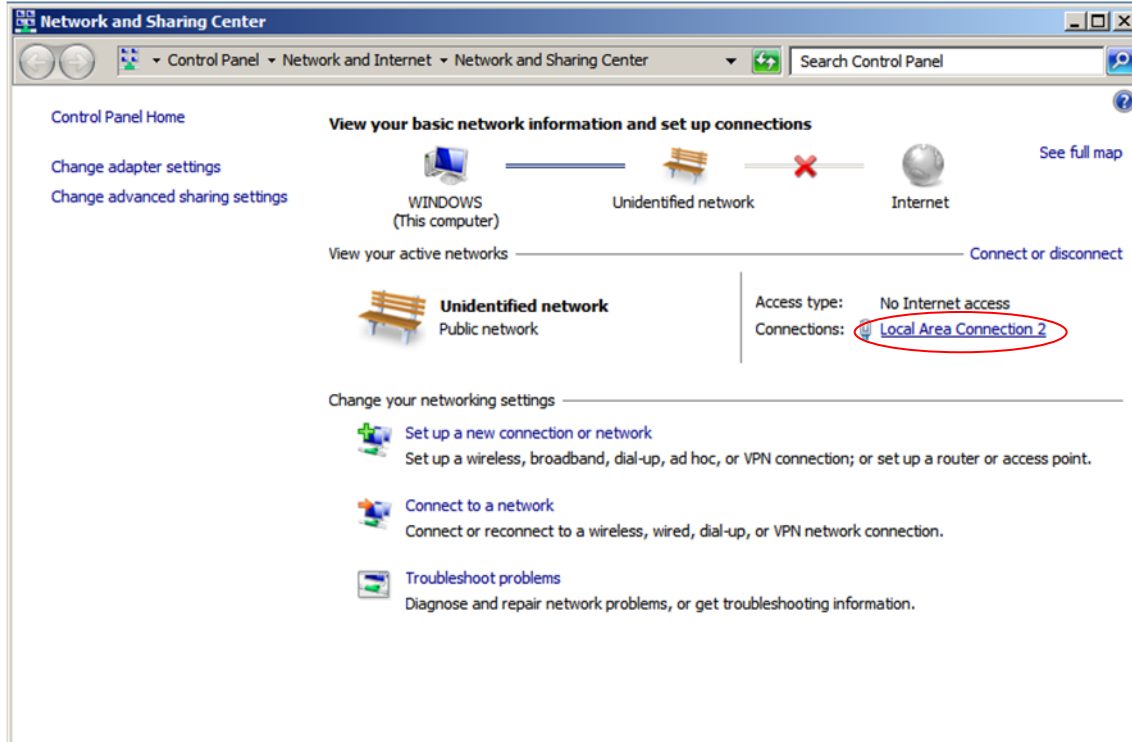 Network and Sharing Center
Control Panel Network and Internet Network and Sharing Center Search Control Panel
Control Panel Home
Change adapter settings
Change advanced sharing settings
View your basic network information and set up connections
See full map
WINDOWS
(This computer)
Unidentified network
Internet
View your active networks
Connect or disconnect
Unidentified network
Public network
Access type: No Internet access
Connections: Local Area Connection 2
Change your networking settings
Set up a new connection or network
Set up a wireless, broadband, dial-up, ad hoc, or VPN connection; or set up a router or access point.
Connect to a network
Connect or reconnect to a wireless, wired, dial-up, or VPN network connection.
Troubleshoot problems
Diagnose and repair network problems, or get troubleshooting information.